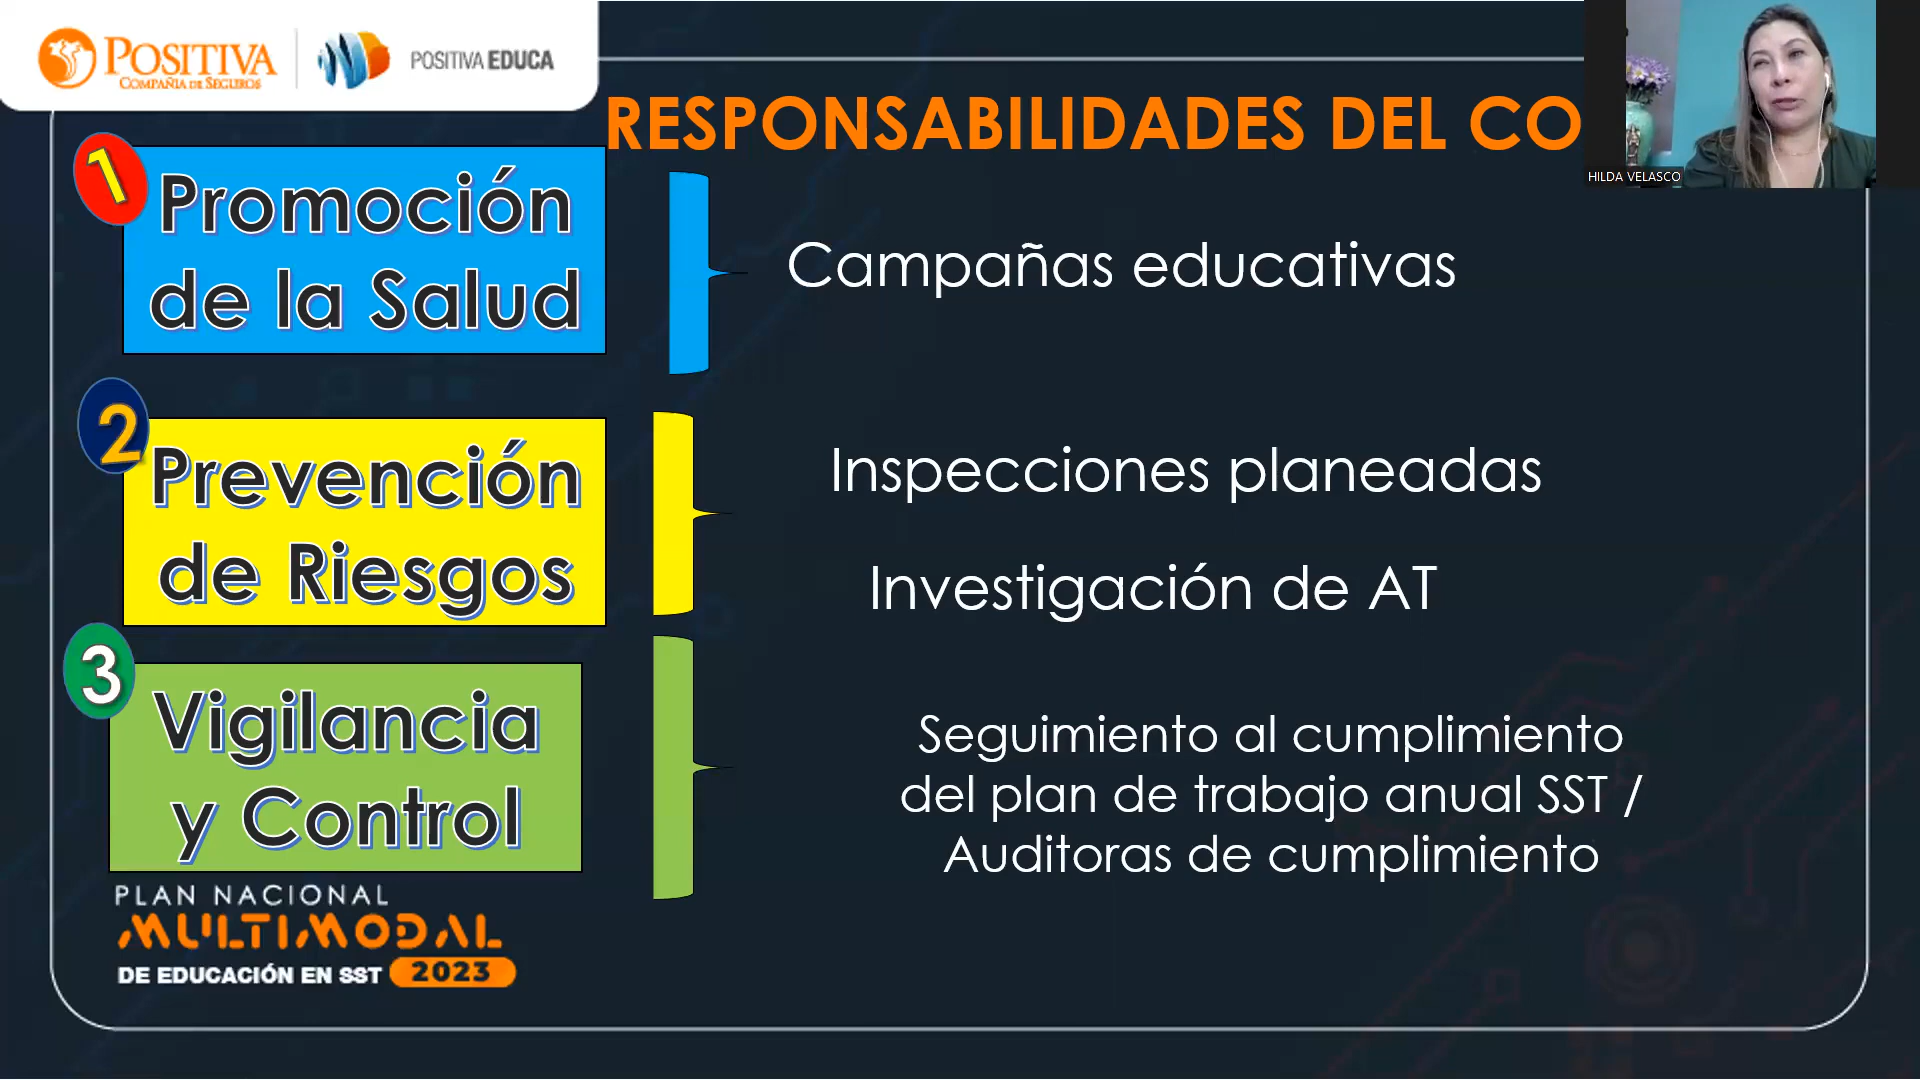 POSITIVA
COMPAÑIA DE SEGUROS
POSITIVA EDUCA
RESPONSABILIDADES DEL CO
HILDA VELASCO
1
Promoción
de la Salud
Campañas educativas
2
Prevención
de Riesgos
Inspecciones planeadas
Investigación de AT
3
Vigilancia
y Control
Seguimiento al cumplimiento
del plan de trabajo anual SST /
Auditoras de cumplimiento
PLAN NACIONAL
MULTIMODAL
DE EDUCACIÓN EN SST 2023